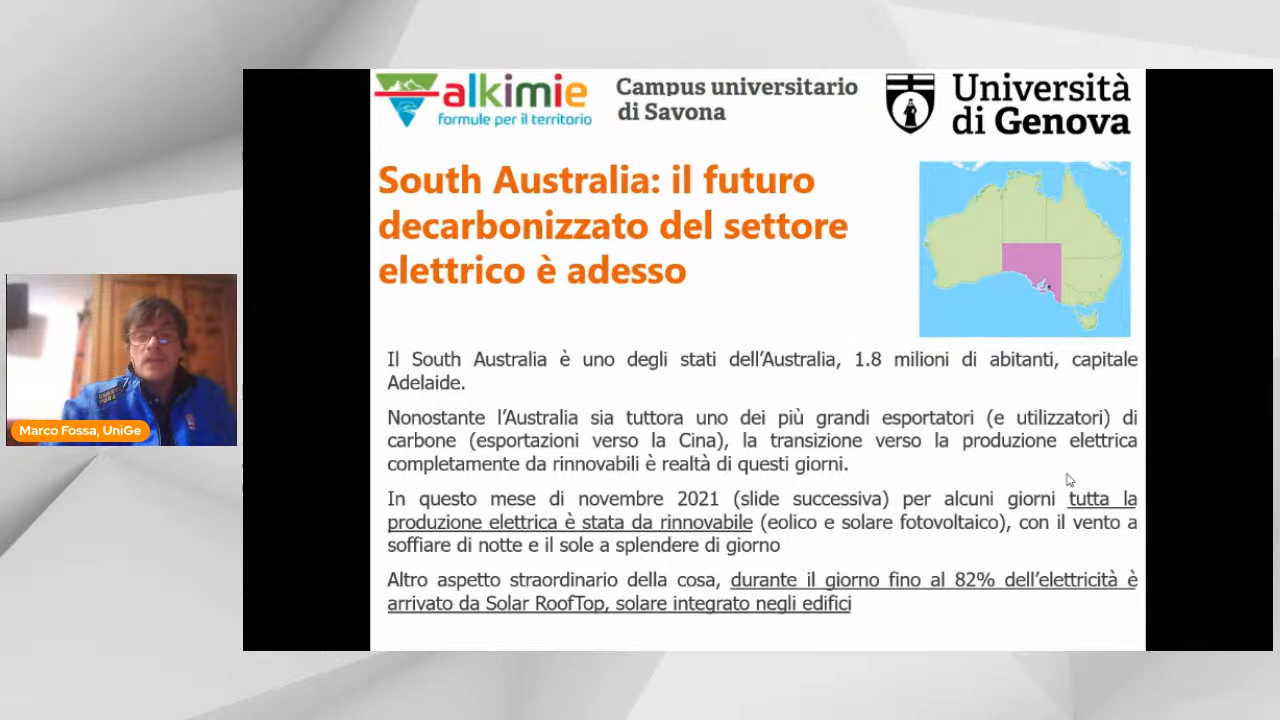 alkimie
formule per il territorio
Campus universitario
di Savona
Università
di Genova
South Australia: il futuro
decarbonizzato del settore
elettrico è adesso
Il South Australia è uno degli stati dell'Australia, 1.8 milioni di abitanti, capitale
Adelaide.
Nonostante l'Australia sia tuttora uno dei più grandi esportatori (e utilizzatori) di
carbone (esportazioni verso la Cina), la transizione verso la produzione elettrica
completamente da rinnovabili è realtà di questi giorni.
In questo mese di novembre 2021 (slide successiva) per alcuni giorni tutta la
produzione elettrica è stata da rinnovabile (eolico e solare fotovoltaico), con il vento a
soffiare di notte e il sole a splendere di giorno
Altro aspetto straordinario della cosa, durante il giorno fino al 82% dell'elettricità è
arrivato da Solar RoofTop, solare integrato negli edifici
Marco Fossa, UniGe